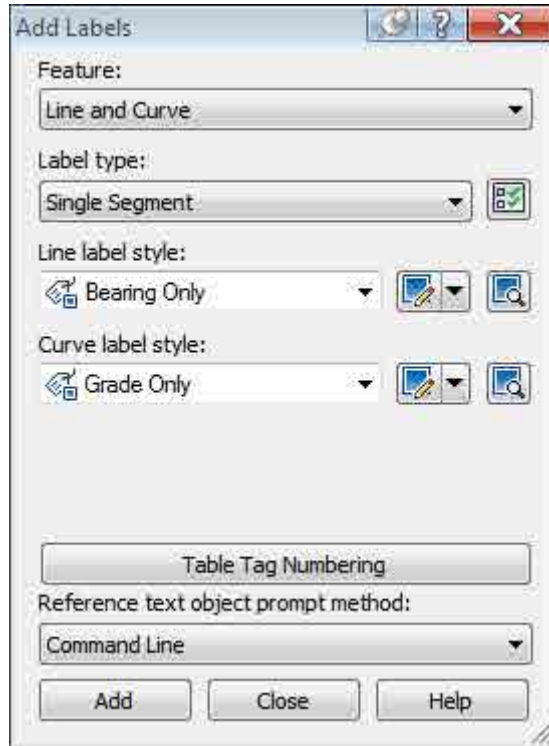 Add Labels
Feature:
Line and Curve
Label type:
Single Segment
Line label style:
Bearing Only
Curve label style:
Grade Only
Table Tag Numbering
Reference text object prompt method:
Command Line
Add Close Help